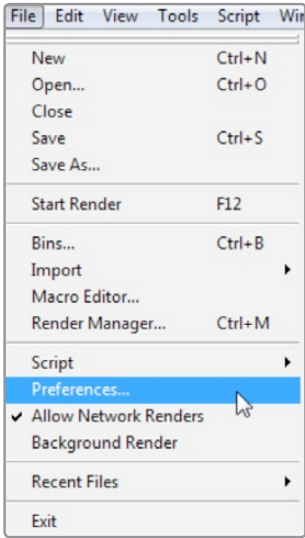 File Edit View Tools Script Wi
New Ctrl+N
Open... Ctrl+O
Close
Save Ctrl+S
Save As...
Start Render F12
Bins... Ctrl+B
Import
Macro Editor...
Render Manager... Ctrl+M
Script
Preferences...
Allow Network Renders
Background Render
Recent Files
Exit